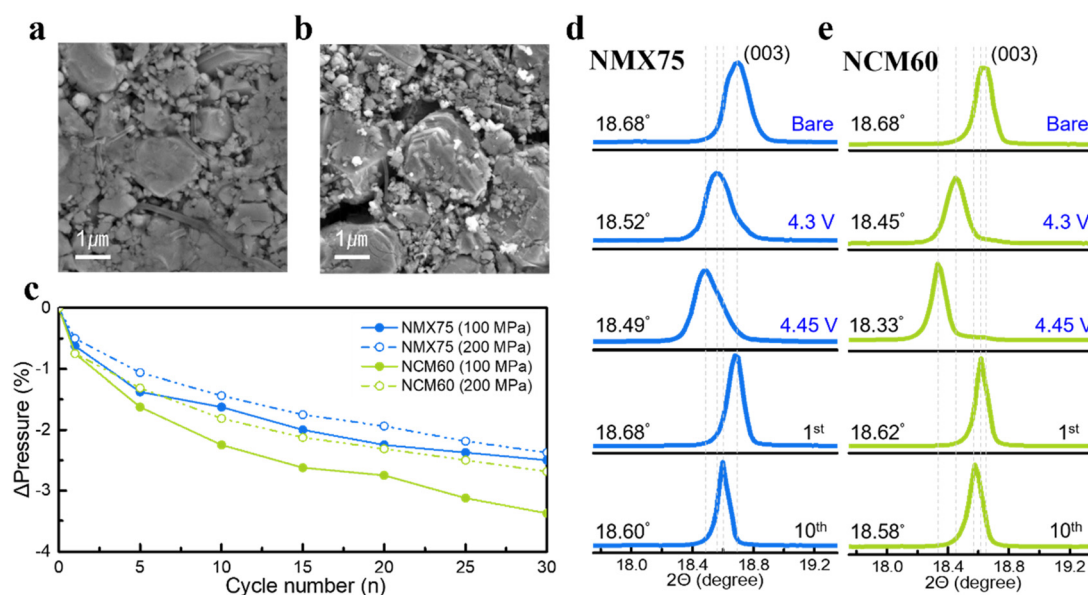 a
b
1 μm
1 μm
c
0
-1
-2
-3
-4
ΔPressure (%)
NMX75 (100 MPa)
NMX75 (200 MPa)
NCM60 (100 MPa)
NCM60 (200 MPa)
0 5 10 15 20 25 30
Cycle number (n)
d
NMX75
(003)
18.68° Bare
18.52° 4.3 V
18.49° 4.45 V
18.68° 1st
18.60° 10th
18.0 18.4 18.8 19.2
2Θ (degree)
e
NCM60
(003)
18.68° Bare
18.45° 4.3 V
18.33° 4.45 V
18.62° 1st
18.58° 10th
18.0 18.4 18.8 19.2
2Θ (degree)